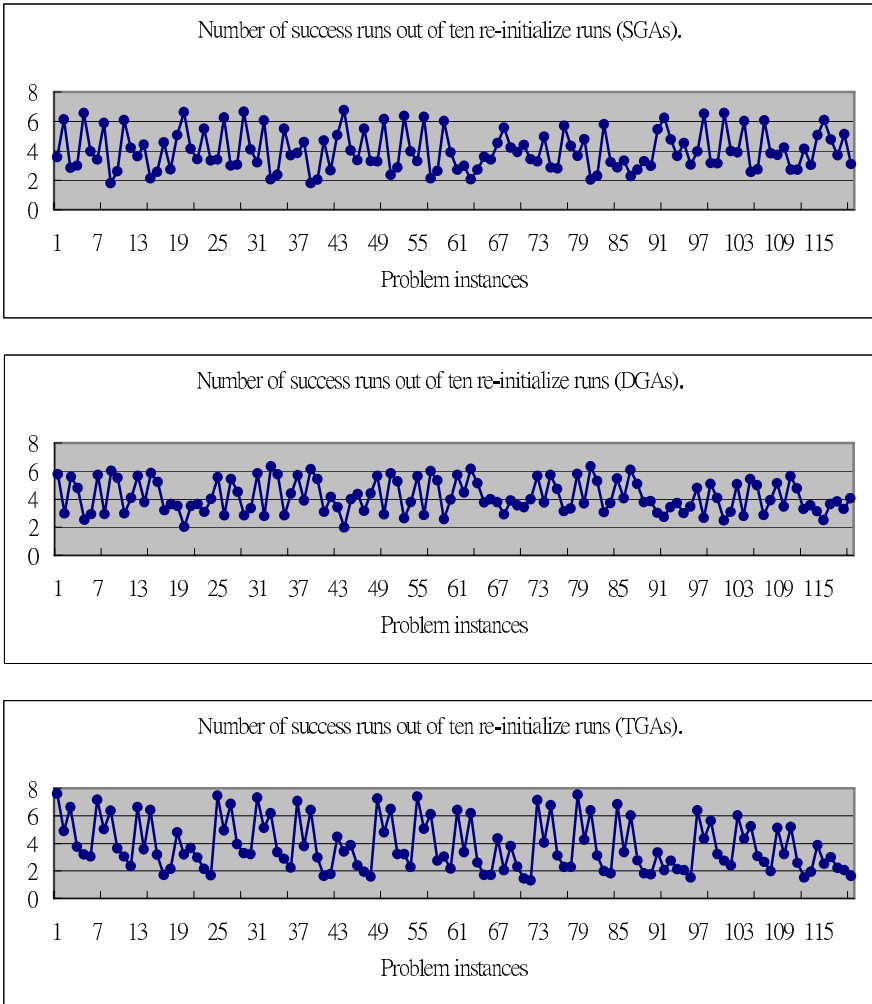 Number of success runs out of ten re-initialize runs (SGAs).
8
6
4
2
0
1 7 13 19 25 31 37 43 49 55 61 67 73 79 85 91 97 103 109 115
Problem instances
Number of success runs out of ten re-initialize runs (DGAs).
8
6
4
2
0
1 7 13 19 25 31 37 43 49 55 61 67 73 79 85 91 97 103 109 115
Problem instances
Number of success runs out of ten re-initialize runs (TGAs).
8
6
4
2
0
1 7 13 19 25 31 37 43 49 55 61 67 73 79 85 91 97 103 109 115
Problem instances